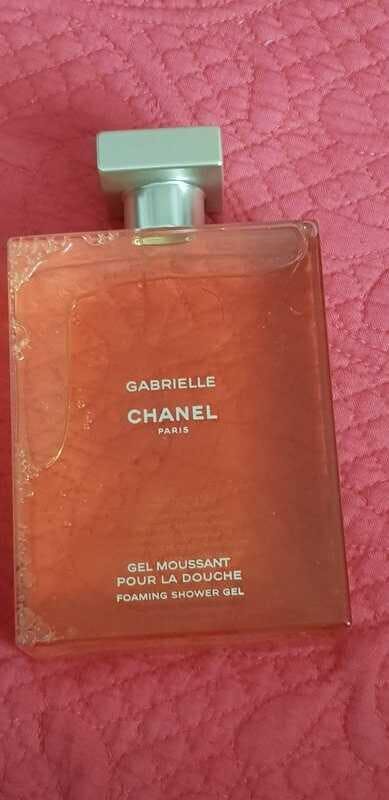 GABRIELLE
CHANEL
PARIS
GEL MOUSSANT
POUR LA DOUCHE
FOAMING SHOWER GEL